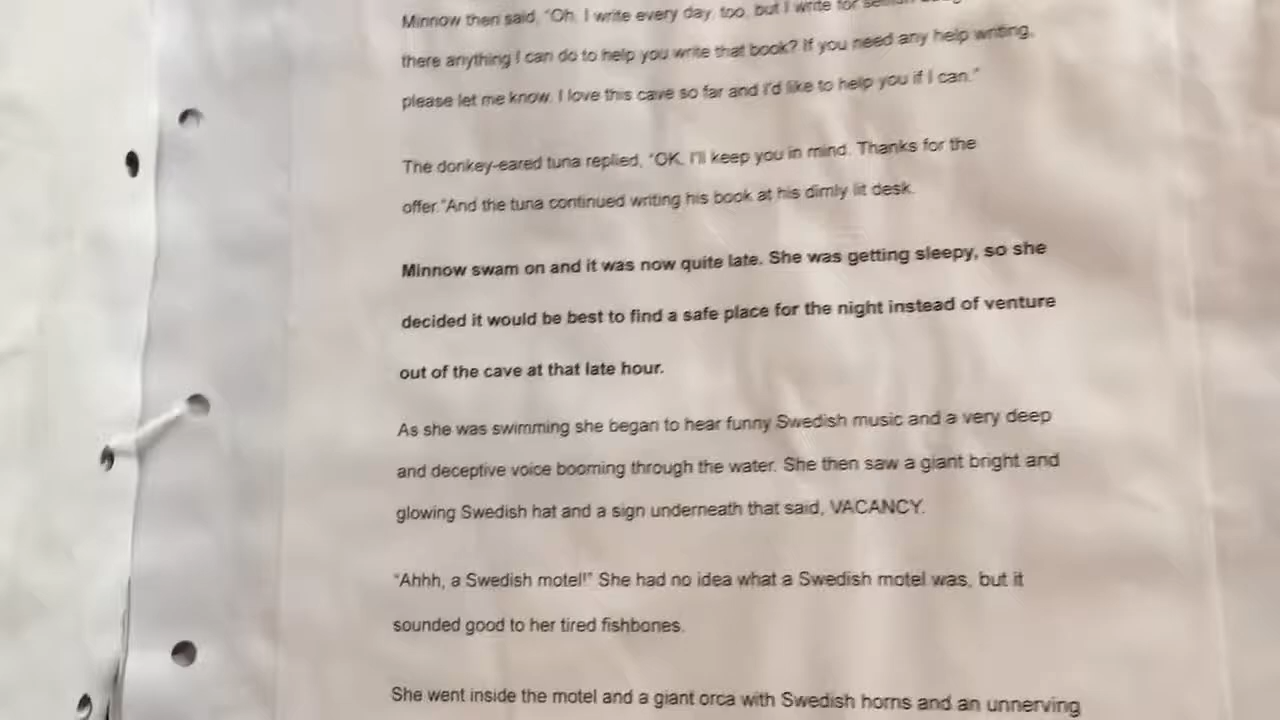 Minnow then said, “Oh, I write every day, too, but I write for
there anything I can do to help you write that book? If you need any help writing,
please let me know. I love this cave so far and I'd like to help you if I can.”
The donkey-eared tuna replied, “OK, I'll keep you in mind. Thanks for the
offer.”And the tuna continued writing his book at his dimly lit desk.
Minnow swam on and it was now quite late. She was getting sleepy, so she
decided it would be best to find a safe place for the night instead of venture
out of the cave at that late hour.
As she was swimming she began to hear funny Swedish music and a very deep
and deceptive voice booming through the water. She then saw a giant bright and
glowing Swedish hat and a sign underneath that said, VACANCY.
“Ahhh, a Swedish motel!” She had no idea what a Swedish motel was, but it
sounded good to her tired fishbones.
She went inside the motel and a giant orca with Swedish horns and an unnerving